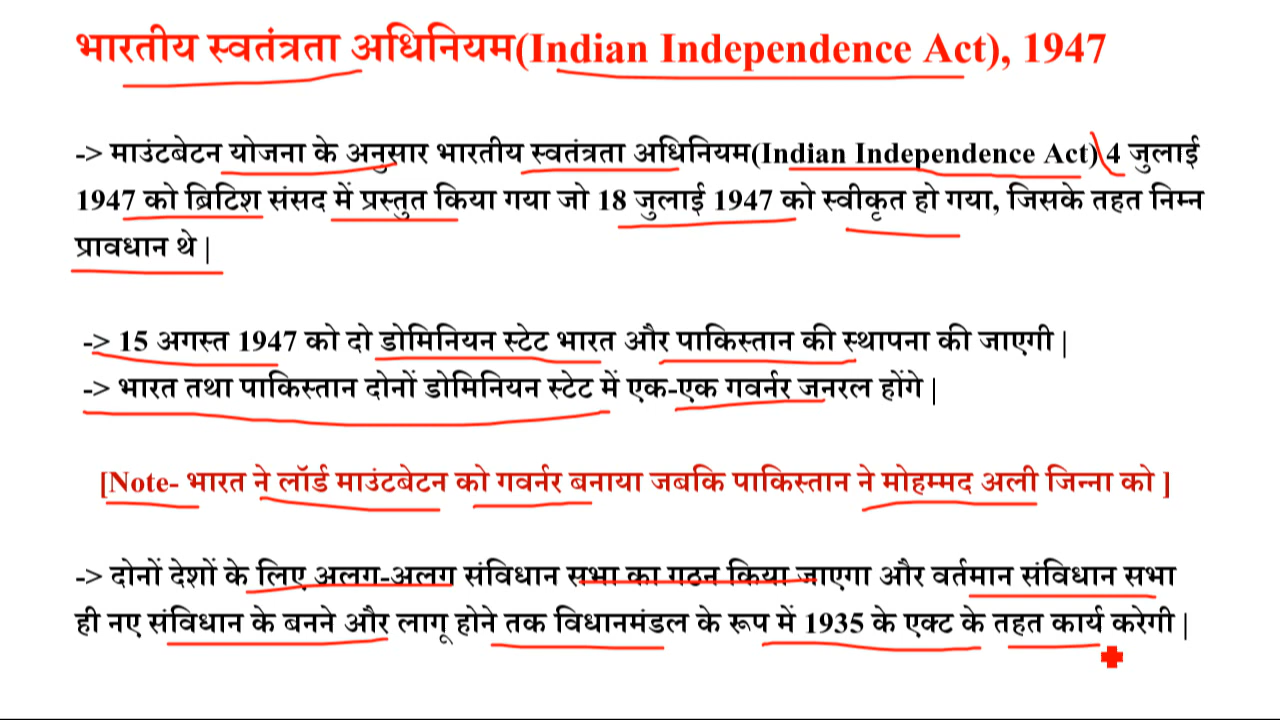 भारतीय स्वतंत्रता अधिनियम(Indian Independence Act), 1947
-> माउंटबेटन योजना के अनुसार भारतीय स्वतंत्रता अधिनियम(Indian Independence Act) 4 जुलाई
1947 को ब्रिटिश संसद में प्रस्तुत किया गया जो 18 जुलाई 1947 को स्वीकृत हो गया, जिसके तहत निम्न
प्रावधान थे |
-> 15 अगस्त 1947 को दो डोमिनियन स्टेट भारत और पाकिस्तान की स्थापना की जाएगी |
-> भारत तथा पाकिस्तान दोनों डोमिनियन स्टेट में एक-एक गवर्नर जनरल होंगे |
[Note- भारत ने लॉर्ड माउंटबेटन को गवर्नर बनाया जबकि पाकिस्तान ने मोहम्मद अली जिन्ना को ]
-> दोनों देशों के लिए अलग-अलग संविधान सभा का गठन किया जाएगा और वर्तमान संविधान सभा
ही नए संविधान के बनने और लागू होने तक विधानमंडल के रूप में 1935 के एक्ट के तहत कार्य करेगी |